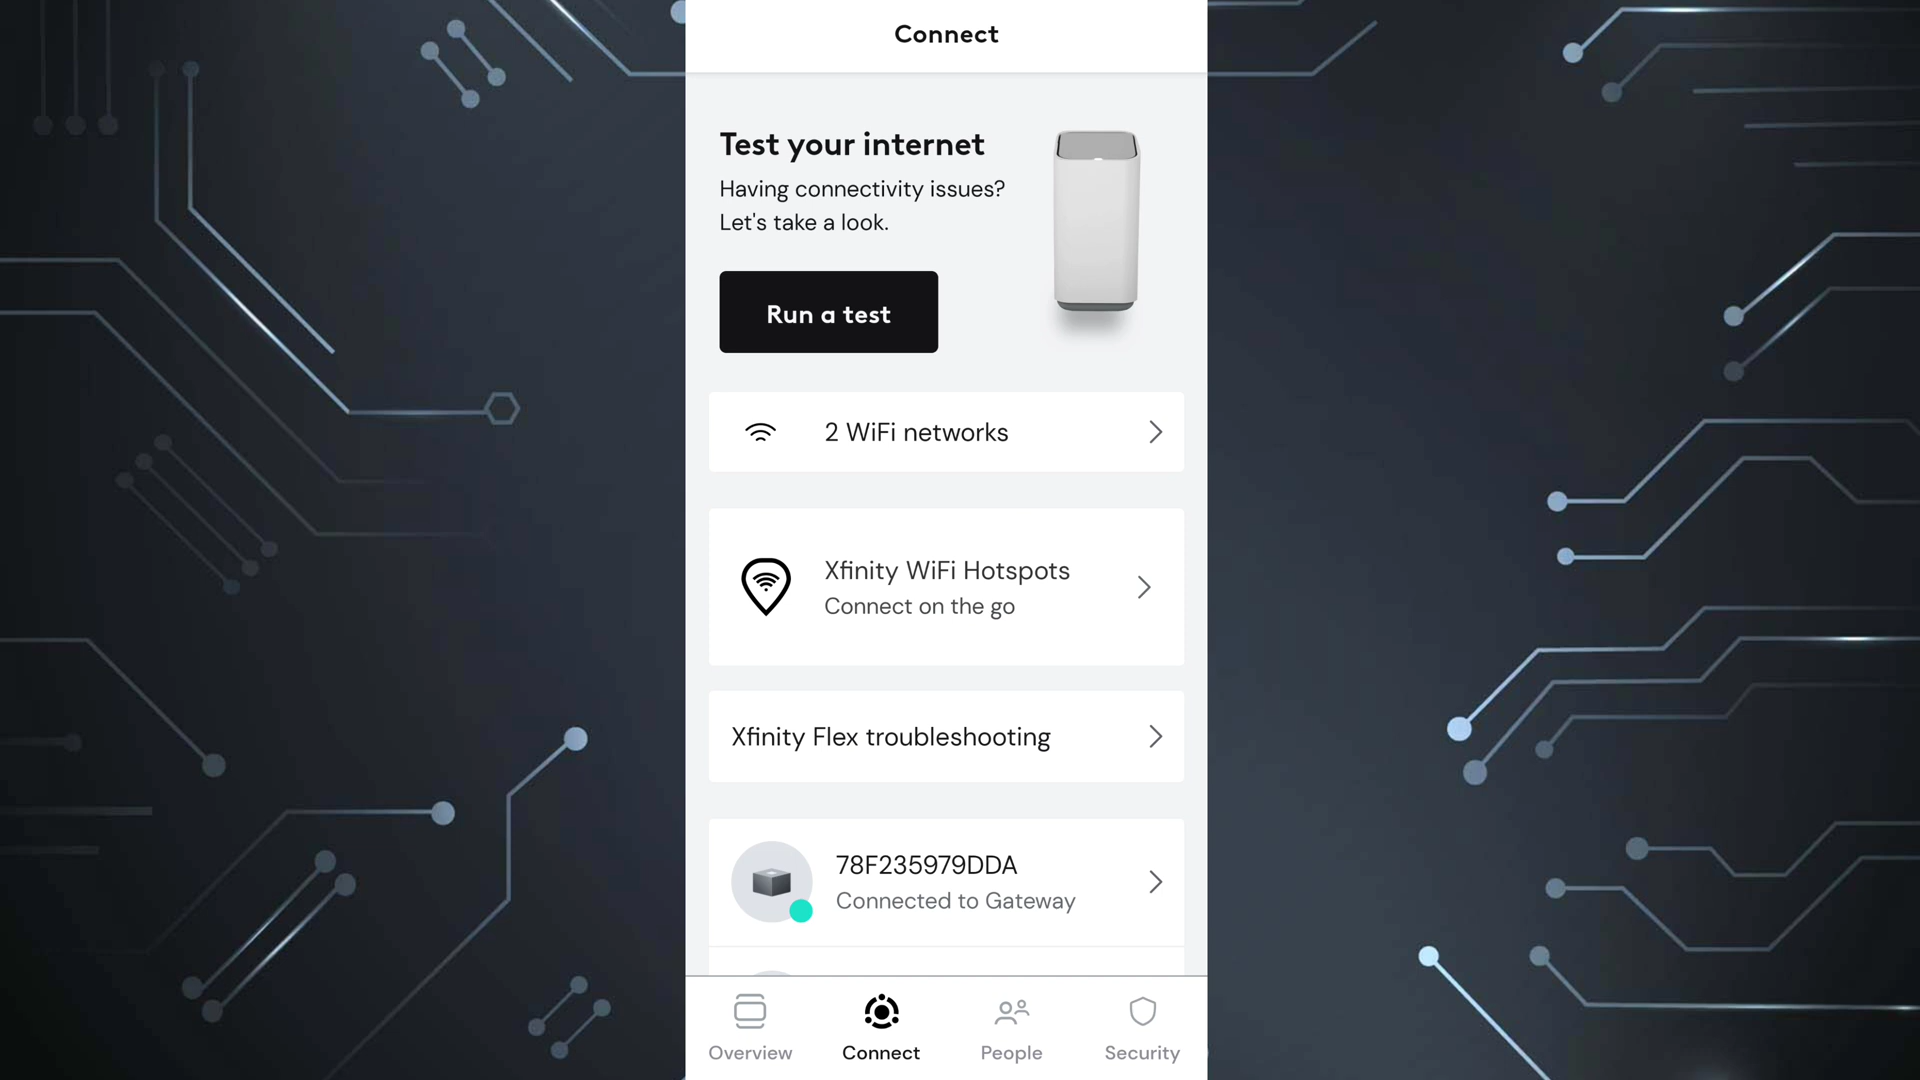 Connect
Test your internet
Having connectivity issues?
Let's take a look.
Run a test
2 WiFi networks
Xfinity WiFi Hotspots
Connect on the go
Xfinity Flex troubleshooting
78F235979DDA
Connected to Gateway
Overview
Connect
People
Security